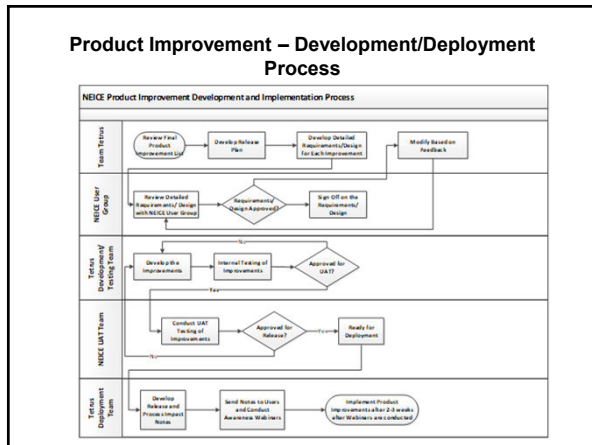 Product Improvement – Development/Deployment
Process
NEICE Product Improvement Development and Implementation Process
Team Tetrus
Review Final
Product
Improvement List
Develop Release
Plan
Develop Detailed
Requirements/Design
for Each Improvement
Modify Based on
Feedback
NEICE User
Group
Review Detailed
Requirements/ Design
with NEICE User Group
Requirements/
Design Approved?
Sign Off on the
Requirements/
Design
Tetrus
Development/
Testing Team
No
Develop the
Improvements
Internal Testing of
Improvements
Approved for
UAT?
Yes
NEICE UAT Team
Conduct UAT
Testing of
Improvements
Approved for
Release?
Yes
Ready for
Deployment
No
Tetrus
Deployment
Team
Develop
Release and
Process Impact
Notes
Send Notes to Users
and Conduct
Awareness Webinars
Implement Product
Improvements after 2-3 weeks
after Webinars are conducted